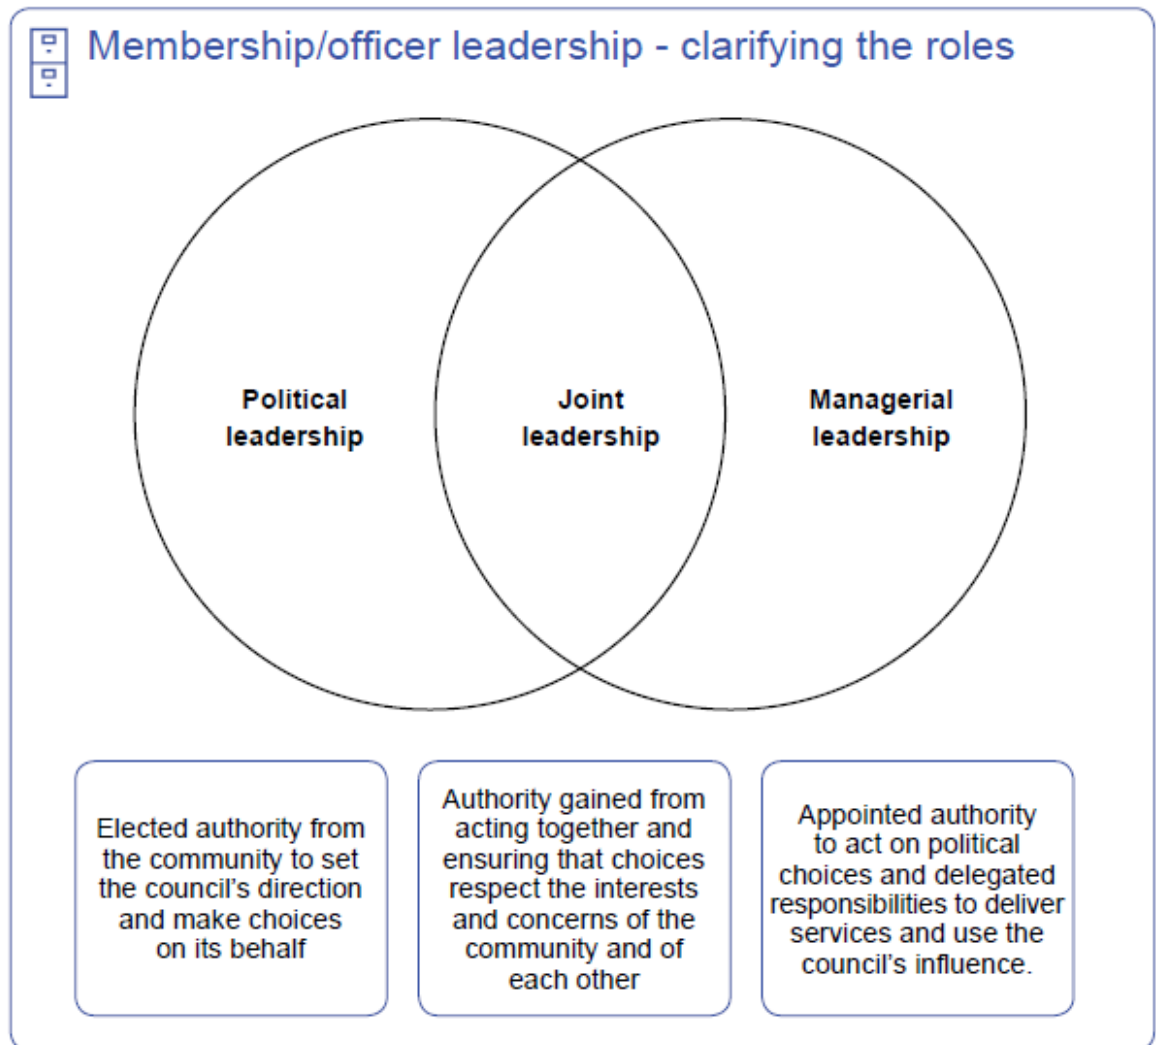 Membership/officer leadership - clarifying the roles
Political
leadership
Joint
leadership
Managerial
leadership
Elected authority from
the community to set
the council's direction
and make choices
on its behalf
Authority gained from
acting together and
ensuring that choices
respect the interests
and concerns of the
community and of
each other
Appointed authority
to act on political
choices and delegated
responsibilities to deliver
services and use the
council's influence.